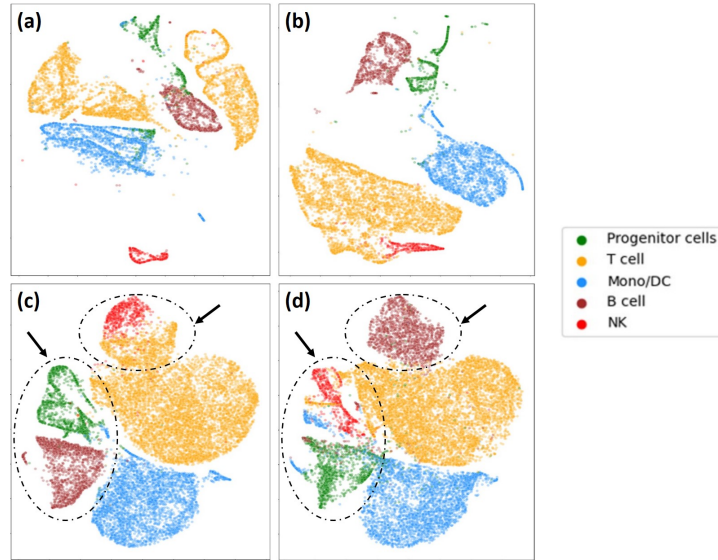 (a)
(b)
Progenitor cells
T cell
Mono/DC
B cell
NK
(c)
(d)